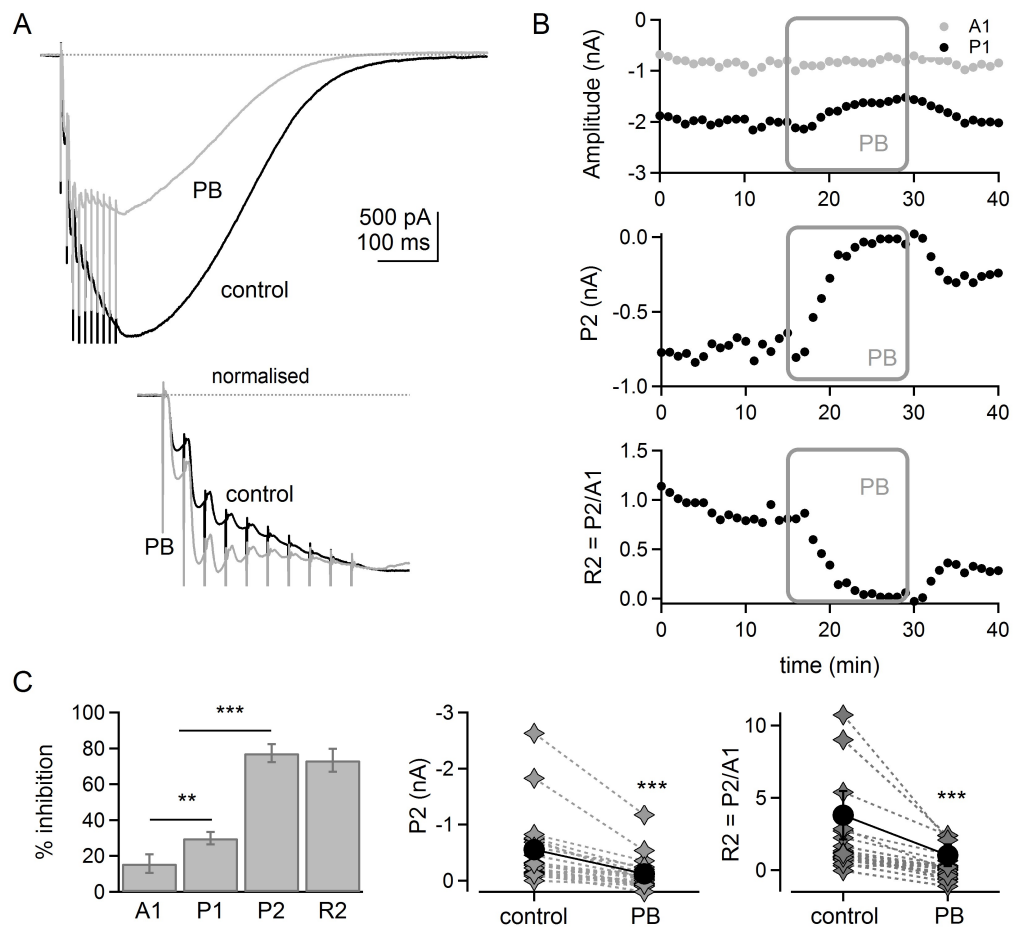 A
PB
500 pA
100 ms
control
normalised
control
PB
B
Amplitude (nA)
0
-1
-2
-3
A1
P1
PB
0 10 20 30 40
P2 (nA)
0.0
-0.5
-1.0
PB
0 10 20 30 40
R2 = P2/A1
1.5
1.0
0.5
0.0
PB
0 10 20 30 40
time (min)
C
% inhibition
100
80
60
40
20
0
***
**
A1 P1 P2 R2
P2 (nA)
-3
-2
-1
0
***
control PB
R2 = P2/A1
10
5
0
***
control PB